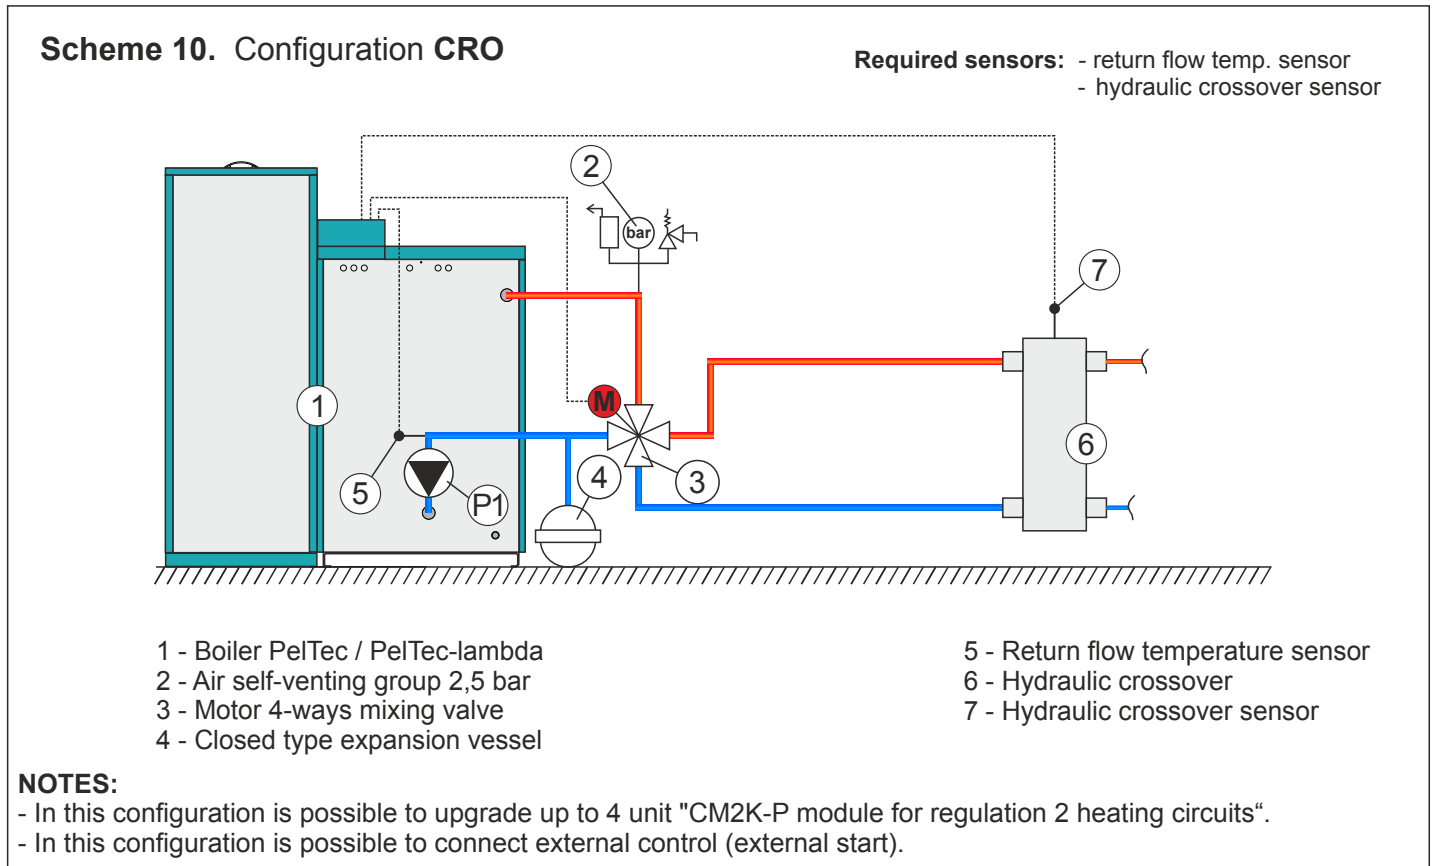 Scheme 10. Configuration CRO
Required sensors: - return flow temp. sensor
- hydraulic crossover sensor
2
bar
7
M
1
6
5
P1
4
3
1 - Boiler PelTec / PelTec-lambda
2 - Air self-venting group 2,5 bar
3 - Motor 4-ways mixing valve
4 - Closed type expansion vessel
5 - Return flow temperature sensor
6 - Hydraulic crossover
7 - Hydraulic crossover sensor
NOTES:
- In this configuration is possible to upgrade up to 4 unit "CM2K-P module for regulation 2 heating circuits“.
- In this configuration is possible to connect external control (external start).